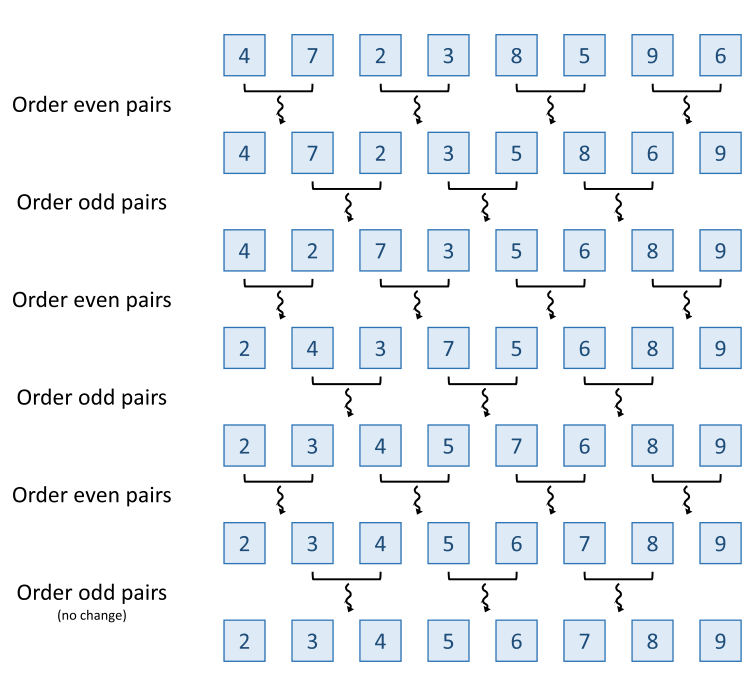 4 7 2 3 8 5 9 6
Order even pairs
4 7 2 3 5 8 6 9
Order odd pairs
4 2 7 3 5 6 8 9
Order even pairs
2 4 3 7 5 6 8 9
Order odd pairs
2 3 4 5 7 6 8 9
Order even pairs
2 3 4 5 6 7 8 9
Order odd pairs
(no change)
2 3 4 5 6 7 8 9